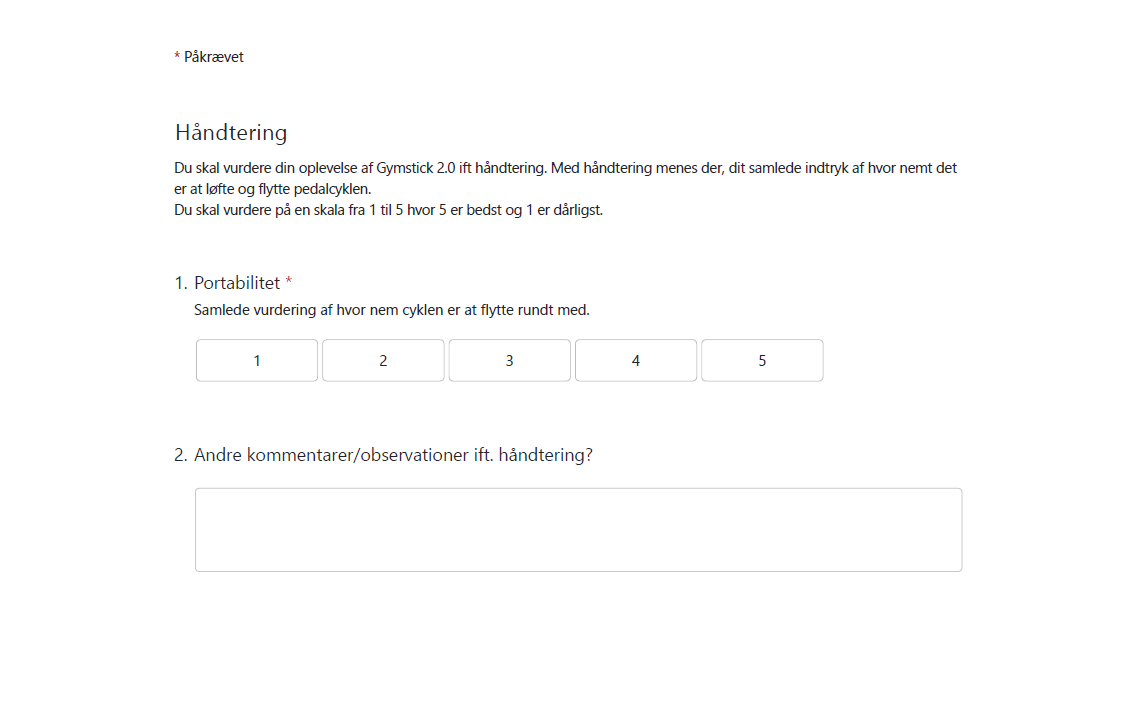 * Påkrævet
Håndtering
Du skal vurdere din oplevelse af Gymstick 2.0 ift håndtering. Med håndtering menes der, dit samlede indtryk af hvor nemt det
er at løfte og flytte pedalcyklen.
Du skal vurdere på en skala fra 1 til 5 hvor 5 er bedst og 1 er dårligst.
1. Portabilitet *
Samlede vurdering af hvor nem cyklen er at flytte rundt med.
1 2 3 4 5
2. Andre kommentarer/observationer ift. håndtering?